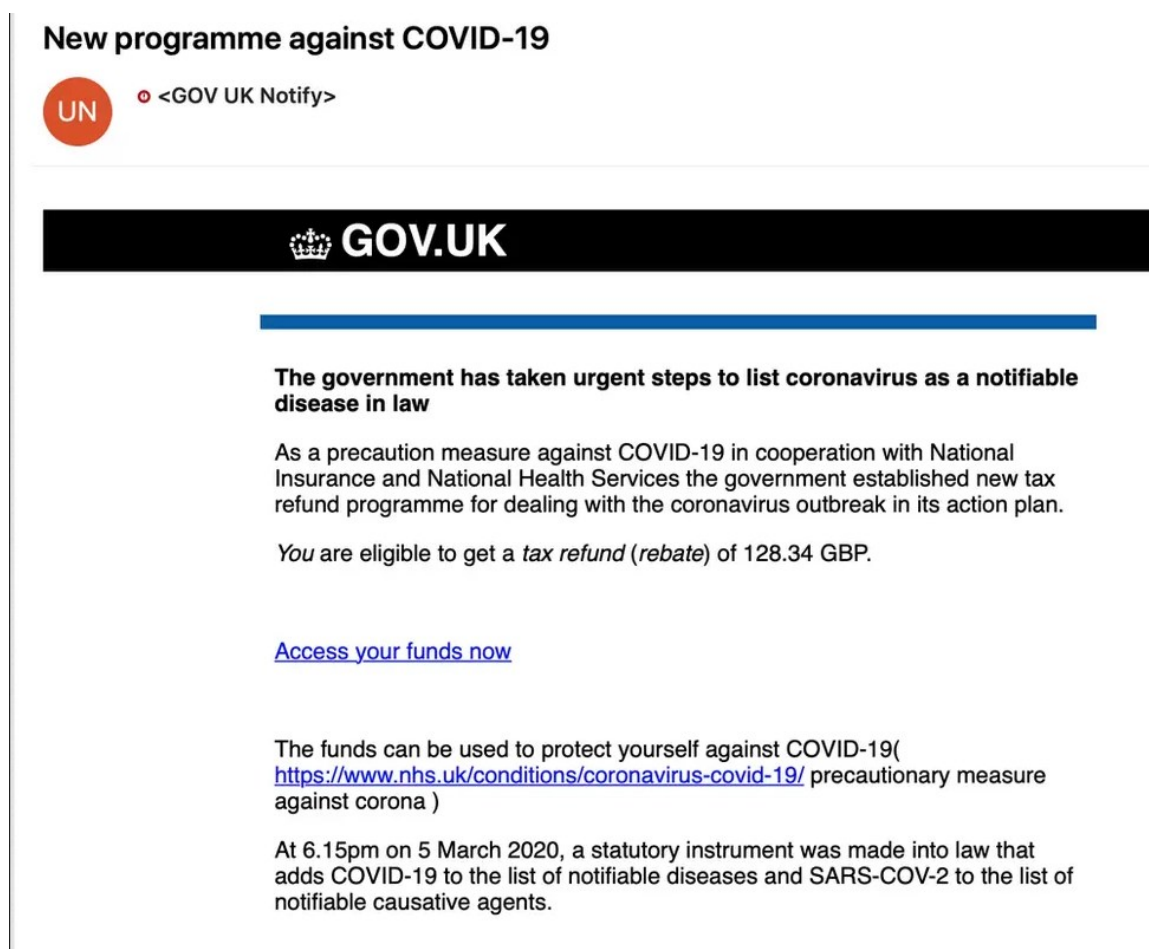 New programme against COVID-19
UN
<GOV UK Notify>
GOV.UK
The government has taken urgent steps to list coronavirus as a notifiable
disease in law
As a precaution measure against COVID-19 in cooperation with National
Insurance and National Health Services the government established new tax
refund programme for dealing with the coronavirus outbreak in its action plan.
You are eligible to get a tax refund (rebate) of 128.34 GBP.
Access your funds now
The funds can be used to protect yourself against COVID-19(
https://www.nhs.uk/conditions/coronavirus-covid-19/ precautionary measure
against corona )
At 6.15pm on 5 March 2020, a statutory instrument was made into law that
adds COVID-19 to the list of notifiable diseases and SARS-COV-2 to the list of
notifiable causative agents.